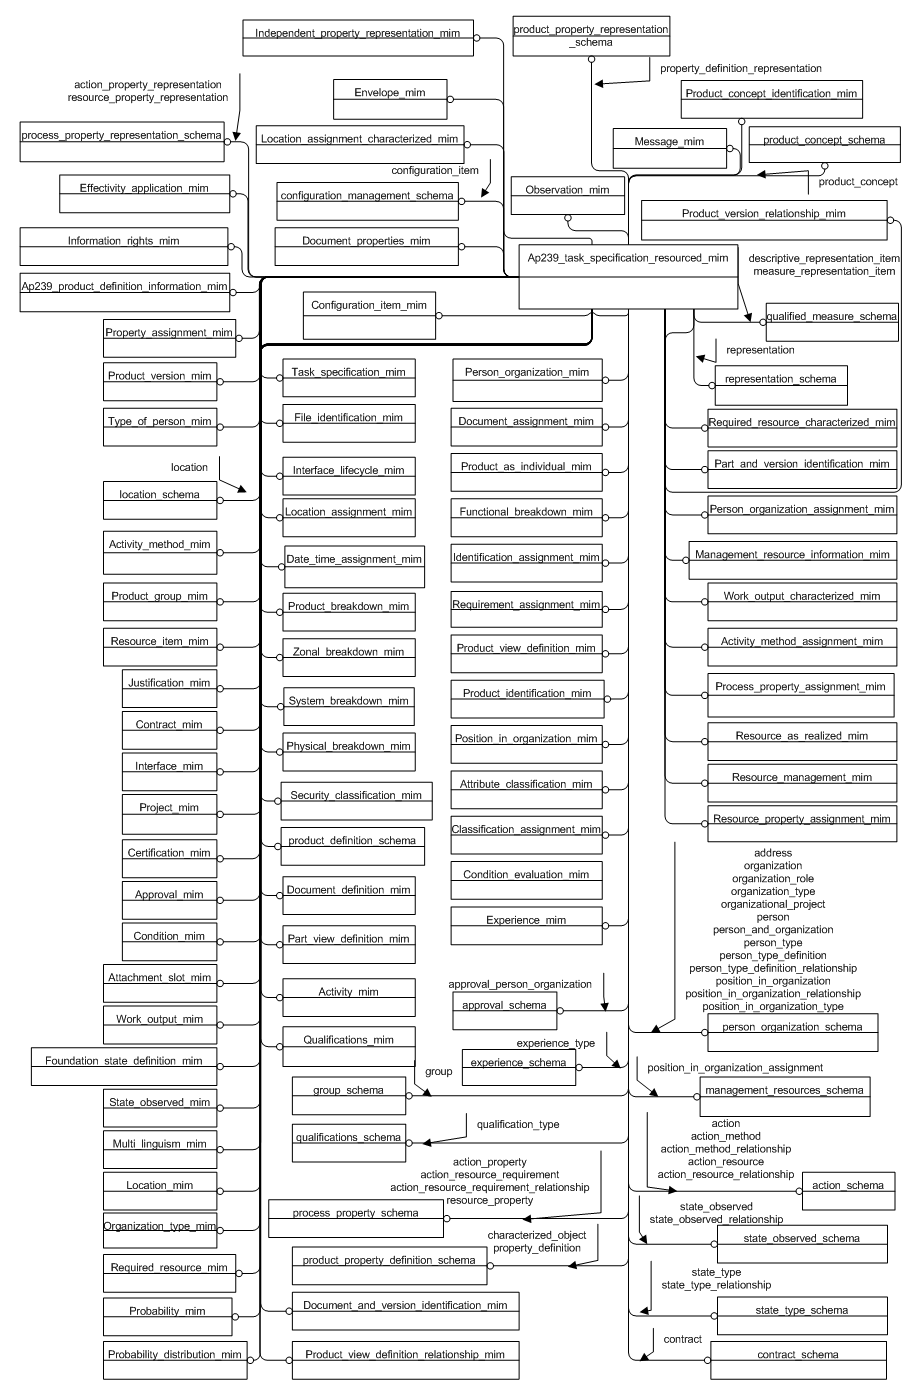 Independent_property_representation_mim
product_property_representation
_schema
property_definition_representation
action_property_representation
resource_property_representation
Envelope_mim
Product_concept_identification_mim
process_property_representation_schema
Location_assignment_characterized_mim
Message_mim
product_concept_schema
configuration_item
product_concept
Effectivity_application_mim
configuration_management_schema
Observation_mim
Product_version_relationship_mim
Information_rights_mim
Document_properties_mim
Ap239_task_specification_resourced_mim
descriptive_representation_item
measure_representation_item
Ap239_product_definition_information_mim
Configuration_item_mim
qualified_measure_schema
Property_assignment_mim
representation
Product_version_mim
Task_specification_mim
Person_organization_mim
representation_schema
Type_of_person_mim
File_identification_mim
Document_assignment_mim
Required_resource_characterized_mim
location
Interface_lifecycle_mim
Product_as_individual_mim
Part_and_version_identification_mim
location_schema
Location_assignment_mim
Functional_breakdown_mim
Person_organization_assignment_mim
Activity_method_mim
Date_time_assignment_mim
Identification_assignment_mim
Management_resource_information_mim
Product_group_mim
Product_breakdown_mim
Requirement_assignment_mim
Work_output_characterized_mim
Resource_item_mim
Zonal_breakdown_mim
Product_view_definition_mim
Activity_method_assignment_mim
Justification_mim
System_breakdown_mim
Product_identification_mim
Process_property_assignment_mim
Contract_mim
Physical_breakdown_mim
Position_in_organization_mim
Resource_as_realized_mim
Interface_mim
Security_classification_mim
Attribute_classification_mim
Resource_management_mim
Project_mim
product_definition_schema
Classification_assignment_mim
Resource_property_assignment_mim
Certification_mim
Document_definition_mim
Condition_evaluation_mim
address
organization
organization_role
organization_type
organizational_project
person
person_and_organization
person_type
person_type_definition
person_type_definition_relationship
position_in_organization
position_in_organization_relationship
position_in_organization_type
Approval_mim
Part_view_definition_mim
Experience_mim
Condition_mim
Attachment_slot_mim
Activity_mim
approval_person_organization
approval_schema
person_organization_schema
Work_output_mim
Qualifications_mim
experience_type
experience_schema
Foundation_state_definition_mim
group
group_schema
position_in_organization_assignment
management_resources_schema
State_observed_mim
qualifications_schema
qualification_type
action
action_method
action_method_relationship
action_resource
action_resource_relationship
action_schema
Multi_linguism_mim
action_property
action_resource_requirement
action_resource_requirement_relationship
resource_property
process_property_schema
Location_mim
state_observed
state_observed_relationship
state_observed_schema
Organization_type_mim
characterized_object
property_definition
product_property_definition_schema
Required_resource_mim
state_type
state_type_relationship
state_type_schema
Probability_mim
Document_and_version_identification_mim
contract
contract_schema
Probability_distribution_mim
Product_view_definition_relationship_mim